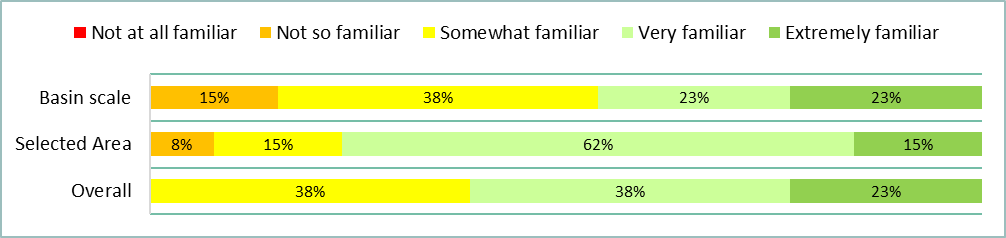 Not at all familiar Not so familiar Somewhat familiar Very familiar Extremely familiar
Basin scale 15% 38% 23% 23%
Selected Area 8% 15% 62% 15%
Overall 38% 38% 23%